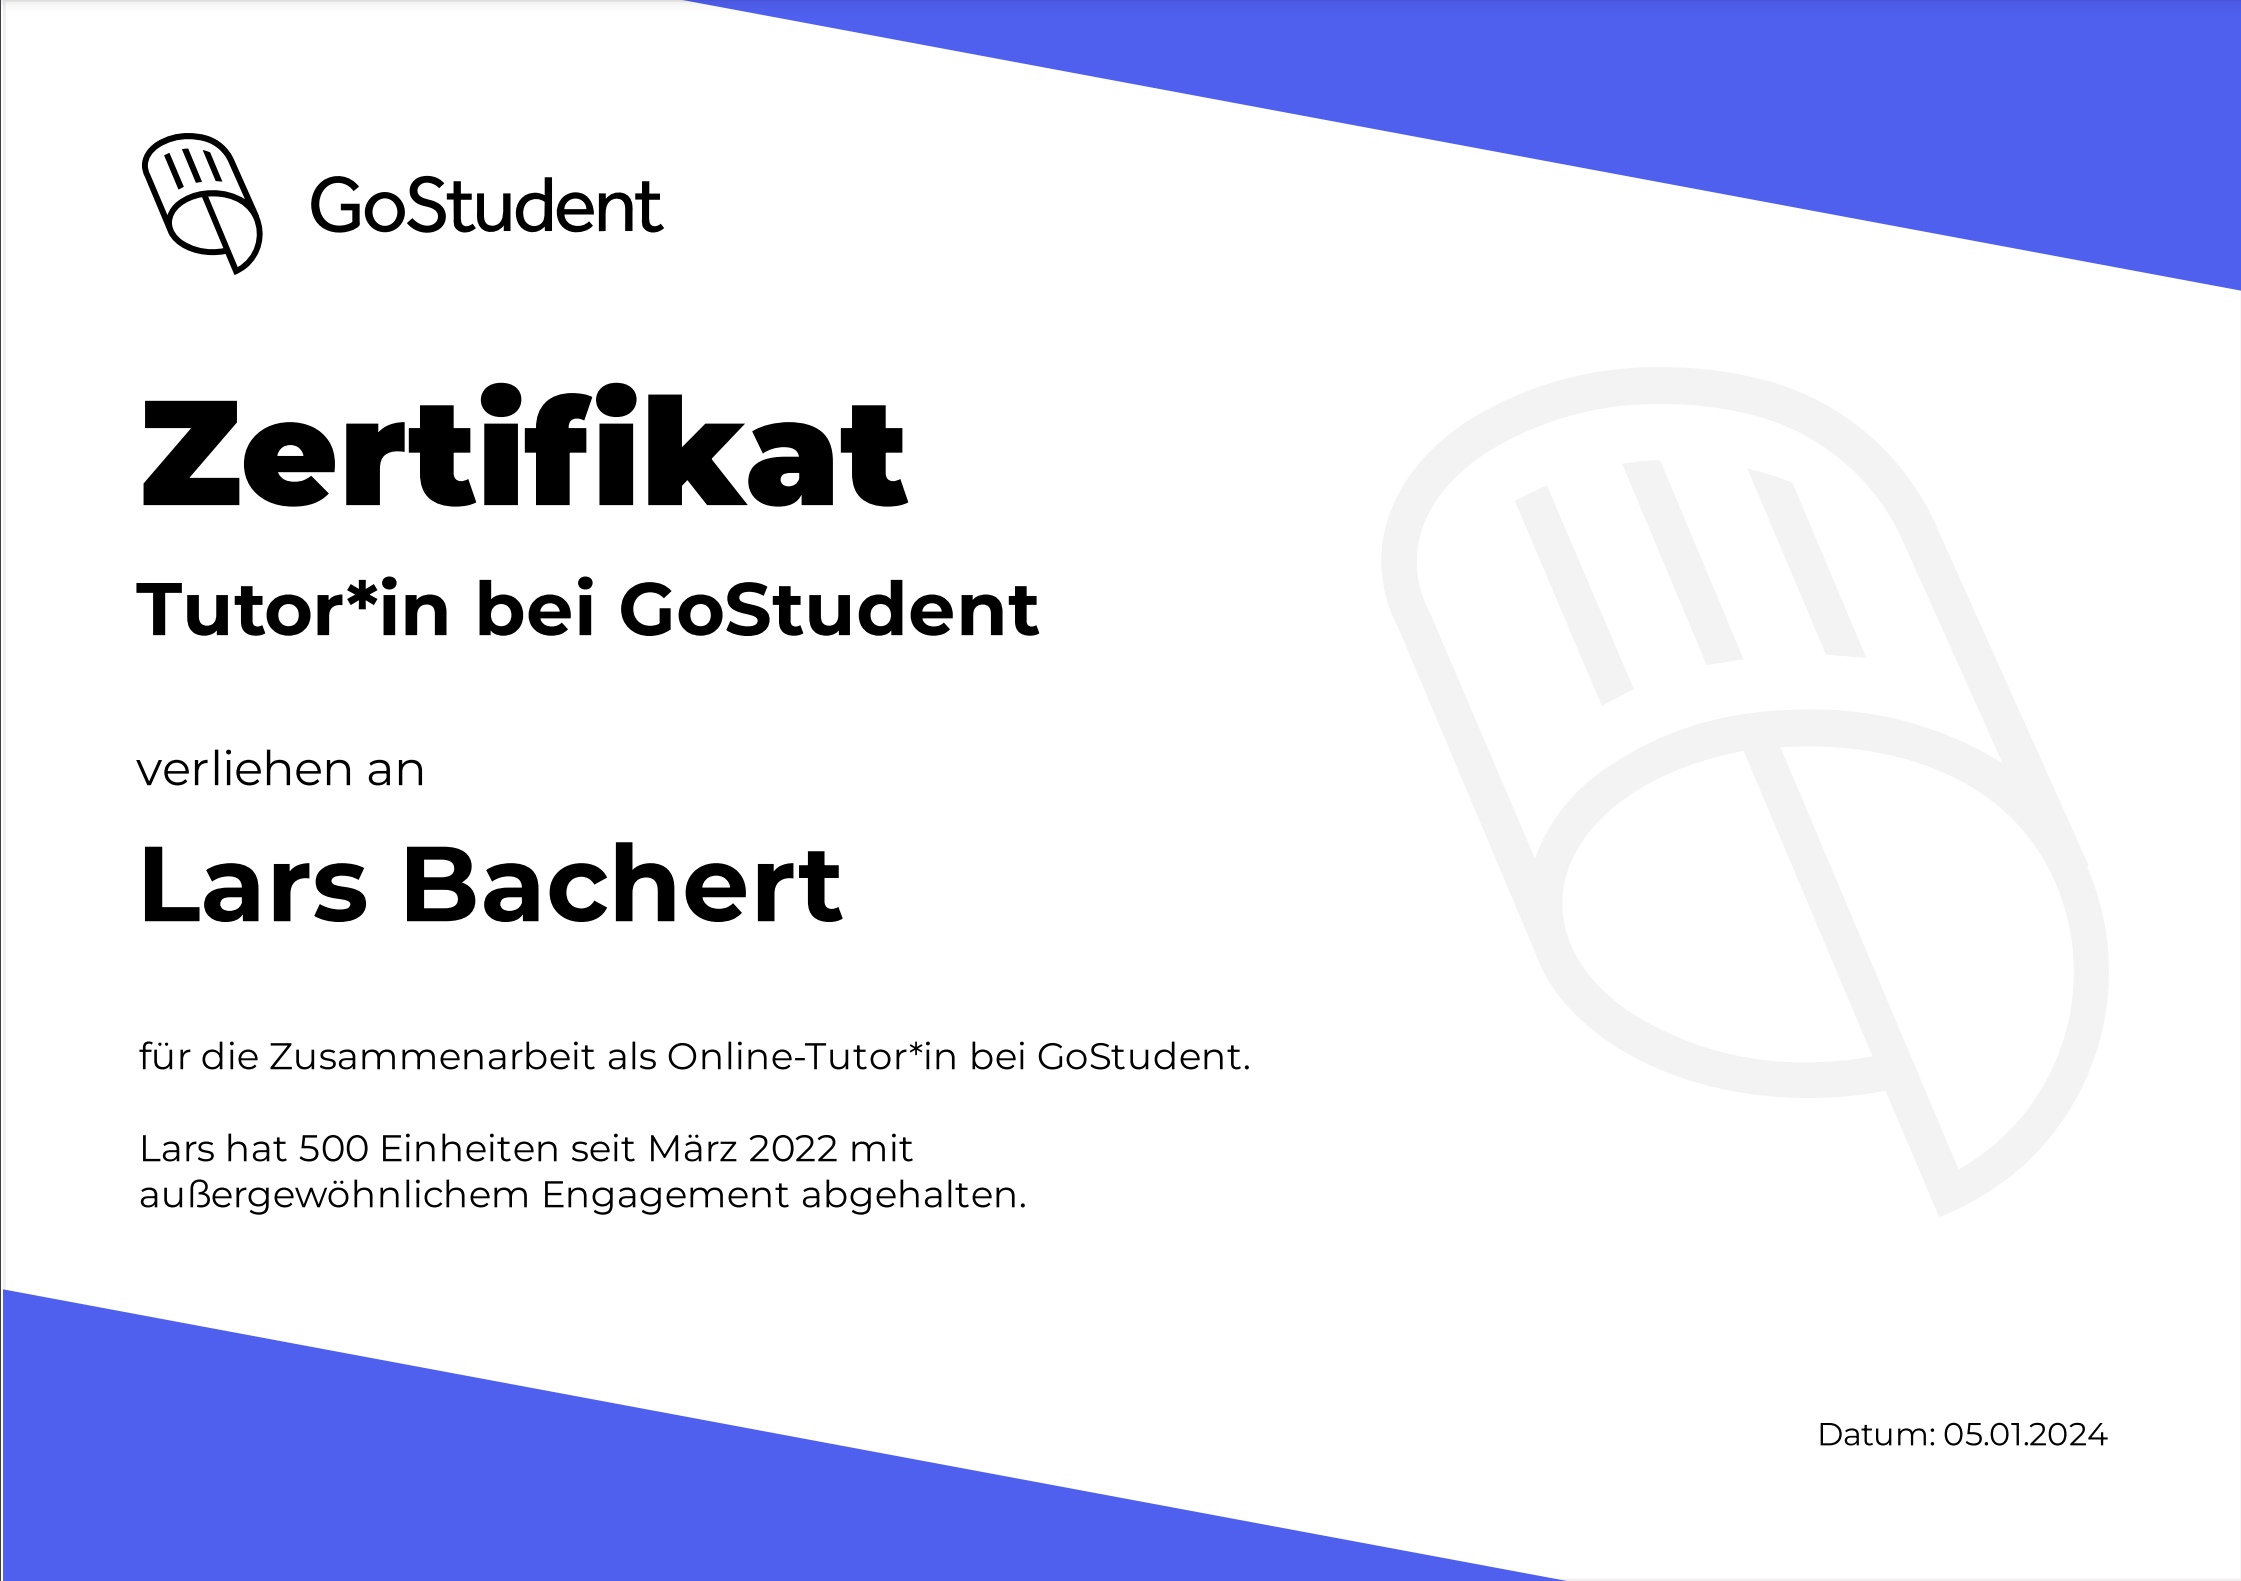 GoStudent
Zertifikat
Tutor*in bei GoStudent
verliehen an
Lars Bachert
für die Zusammenarbeit als Online-Tutor*in bei GoStudent.
Lars hat 500 Einheiten seit März 2022 mit
außergewöhnlichem Engagement abgehalten.
Datum: 05.01.2024